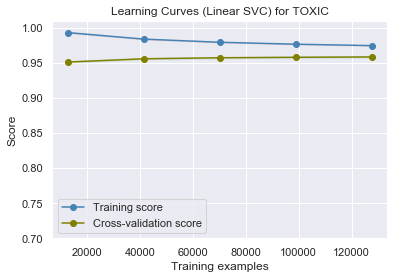 Learning Curves (Linear SVC) for TOXIC
1.00
0.95
0.90
0.85
0.80
0.75
0.70
Score
Training score
Cross-validation score
20000 40000 60000 80000 100000 120000
Training examples